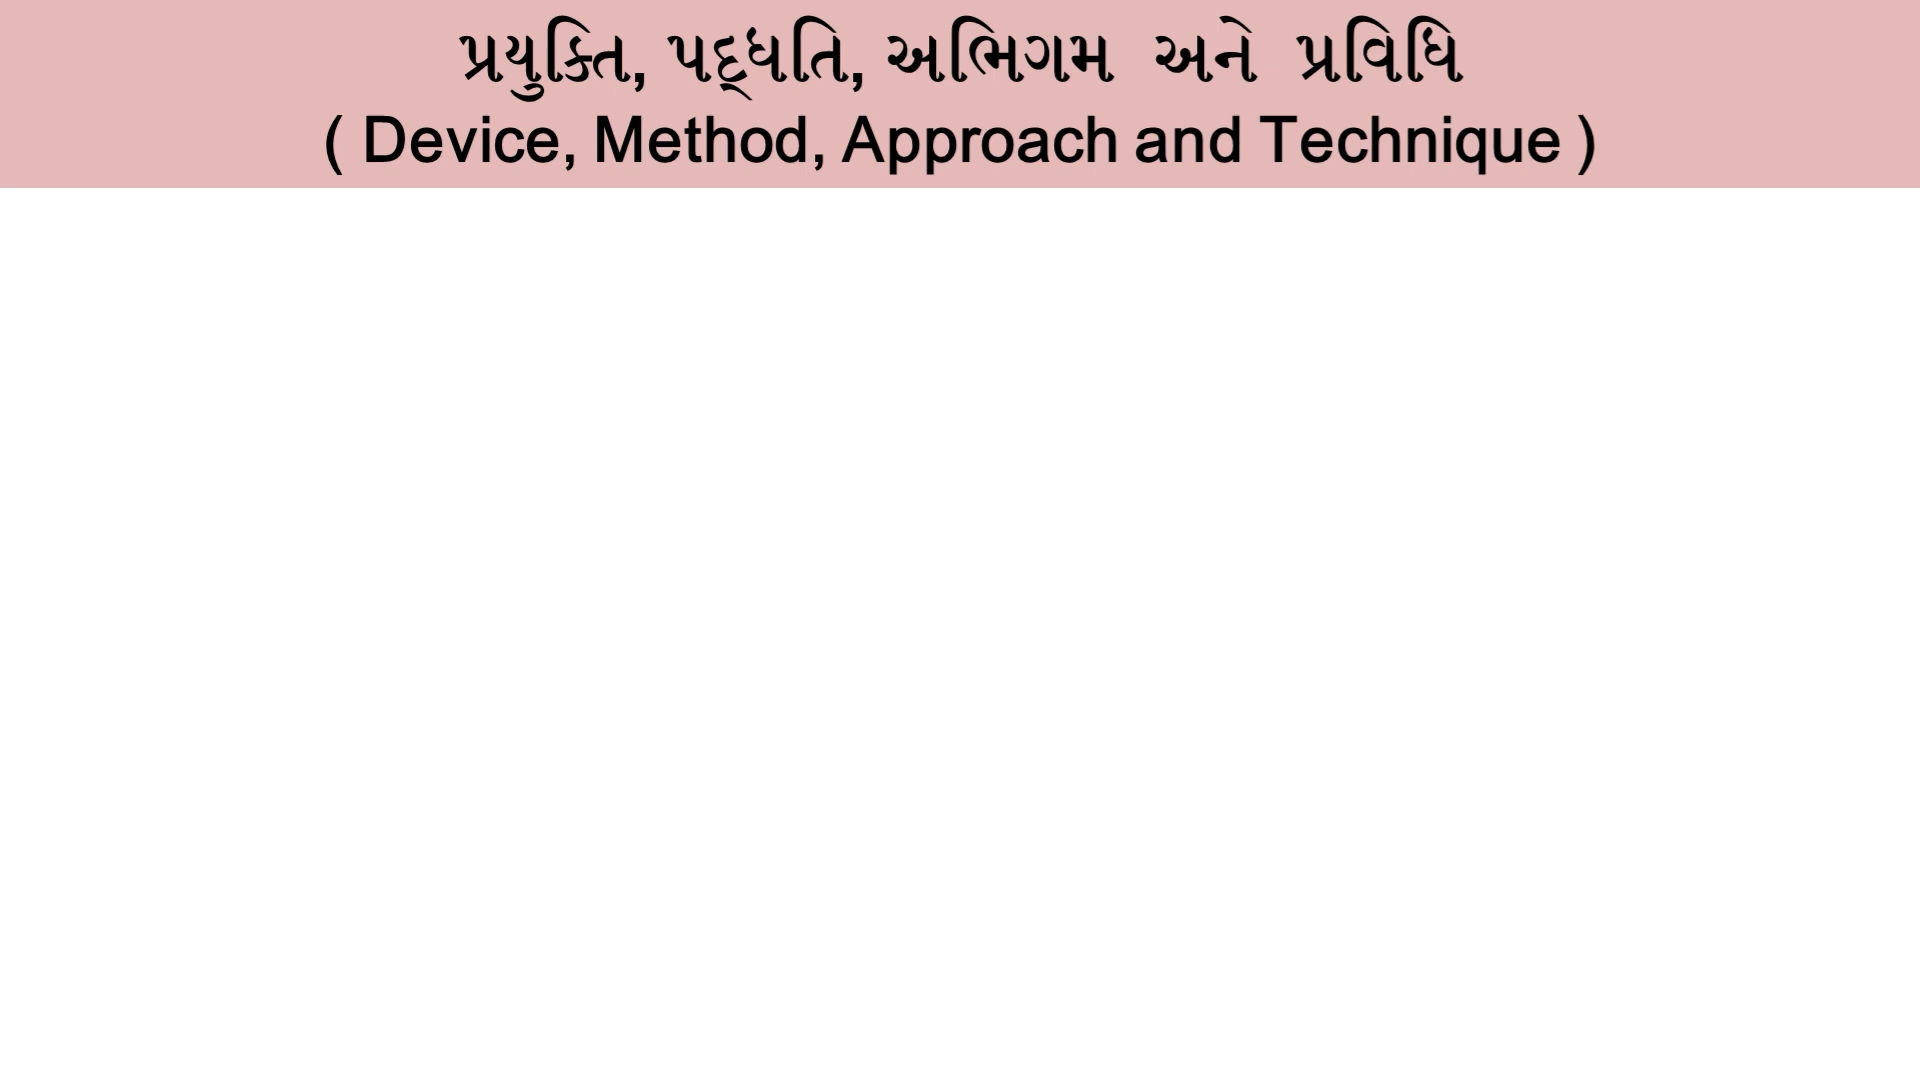 પ્રયુક્તિ, પદ્ધતિ, અભિગમ અને પ્રવિધિ
( Device, Method, Approach and Technique )